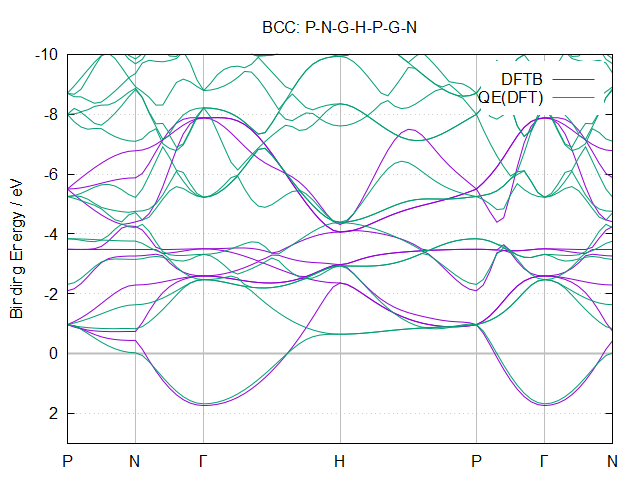 BCC: P-N-G-H-P-G-N
-10
DFTB
QE(DFT)
-8
-6
-4
-2
0
2
Binding Energy / eV
P N Γ H P Γ N